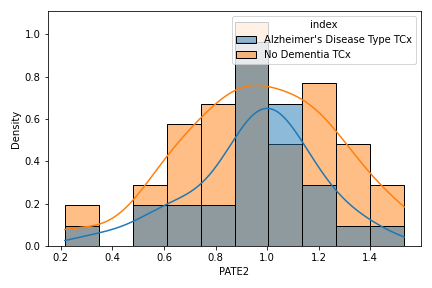 index
Alzheimer's Disease Type TCx
No Dementia TCx
1.0
0.8
0.6
0.4
0.2
0.0
Density
0.2 0.4 0.6 0.8 1.0 1.2 1.4
PATE2